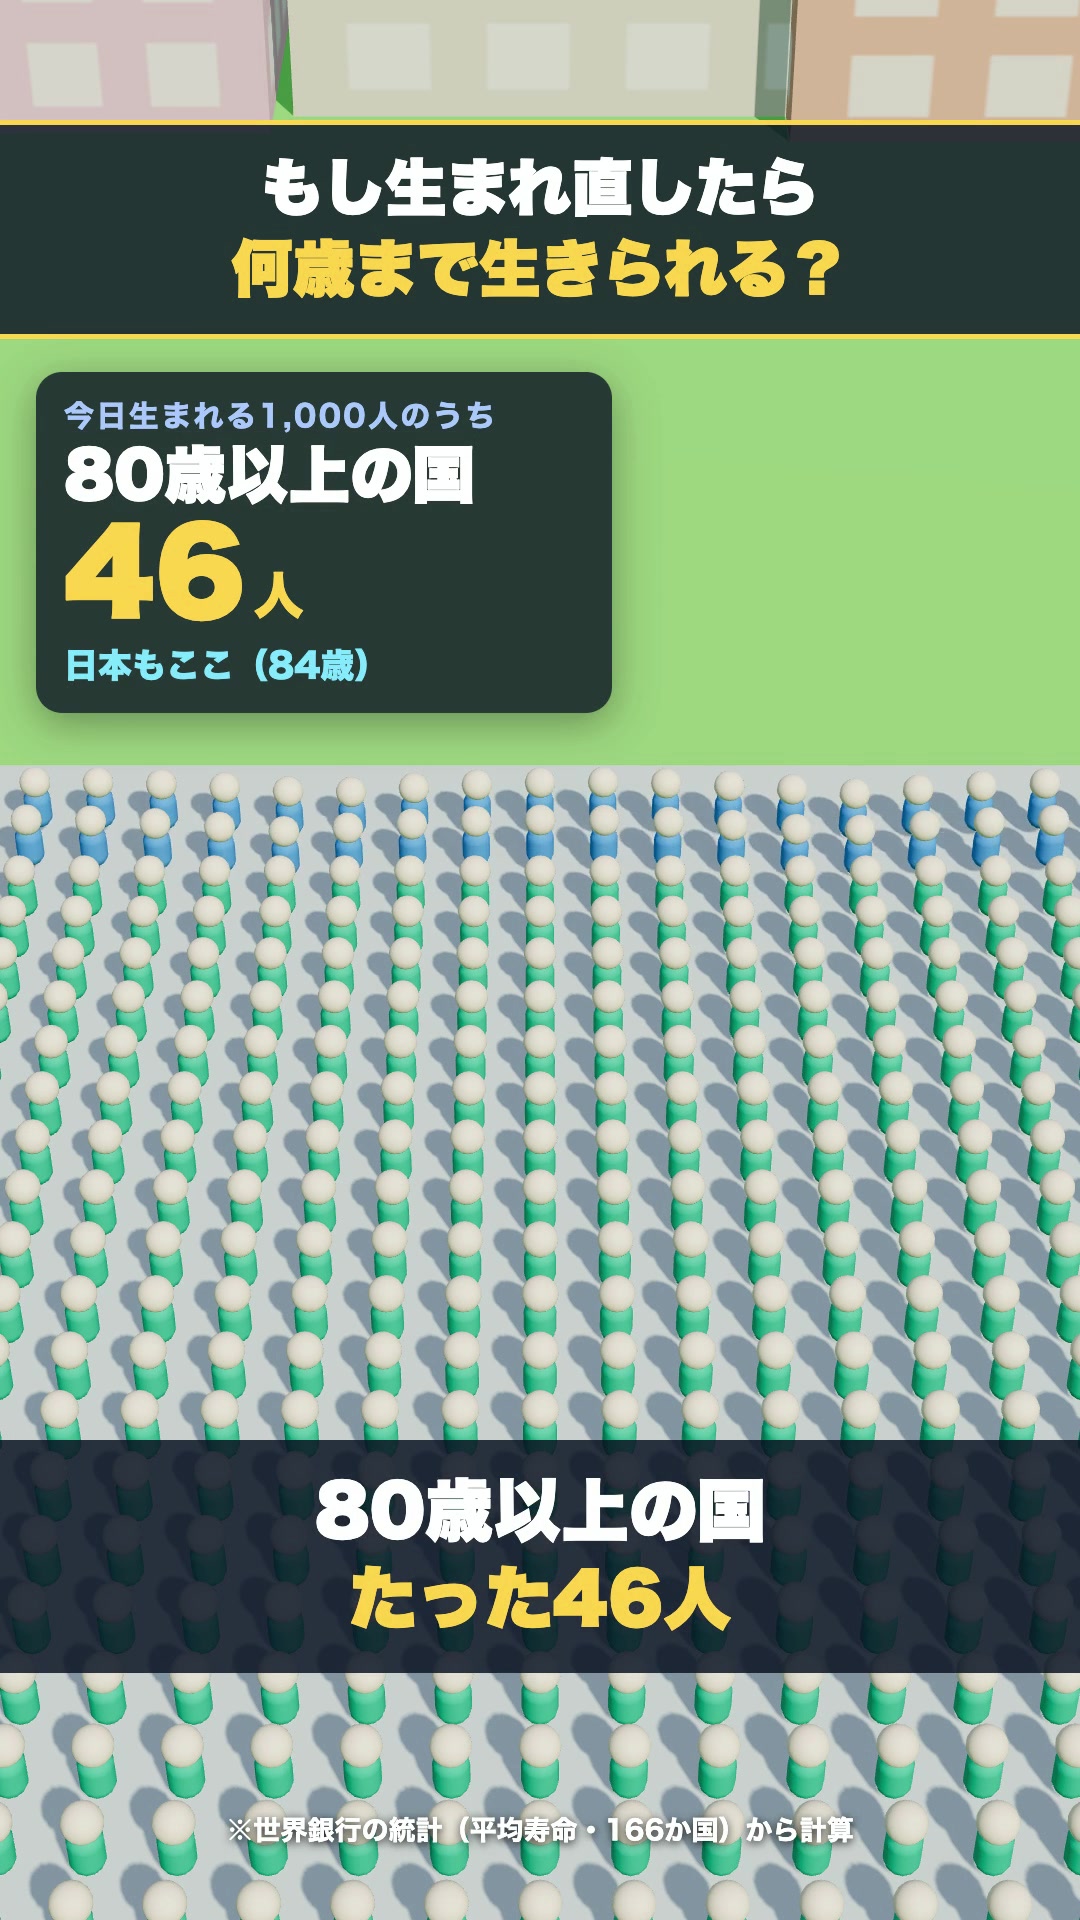 もし生まれ直したら
何歳まで生きられる？
今日生まれる1,000人のうち
80歳以上の国
46人
日本もここ（84歳）
80歳以上の国
たった46人
※世界銀行の統計（平均寿命・166か国）から計算